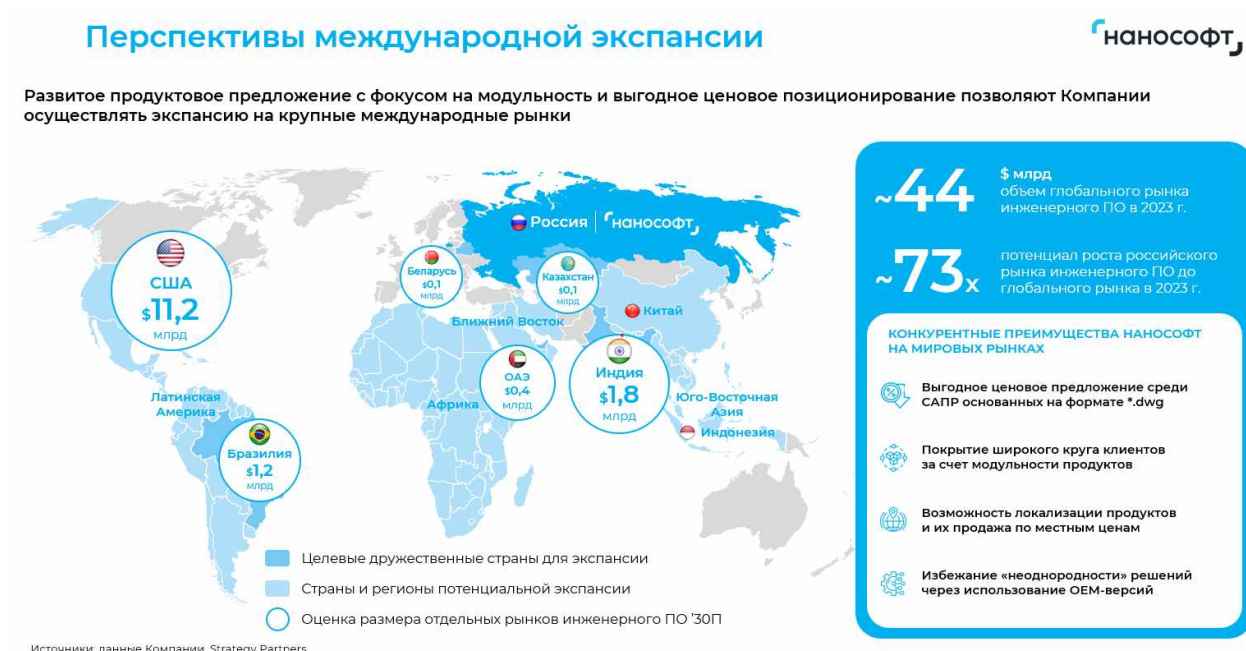 Перспективы международной экспансии
нанософт
Развитое продуктовое предложение с фокусом на модульность и выгодное ценовое позиционирование позволяют Компании
осуществлять экспансию на крупные международные рынки
Россия
нанософт
США
$11,2
млрд
Беларусь
$0,1
млрд
Казахстан
$0,1
млрд
Китай
Ближний Восток
ОАЭ
$0,4
млрд
Индия
$1,8
млрд
Латинская
Америка
Африка
Юго-Восточная
Азия
Индонезия
Бразилия
$1,2
млрд
Целевые дружественные страны для экспансии
Страны и регионы потенциальной экспансии
Оценка размера отдельных рынков инженерного ПО '30П
~44
$ млрд
объем глобального рынка
инженерного ПО в 2023 г.
~73x
потенциал роста российского
рынка инженерного ПО до
глобального рынка в 2023 г.
КОНКУРЕНТНЫЕ ПРЕИМУЩЕСТВА НАНОСОФТ
НА МИРОВЫХ РЫНКАХ
Выгодное ценовое предложение среди
САПР основанных на формате *.dwg
Покрытие широкого круга клиентов
за счет модульности продуктов
Возможность локализации продуктов
и их продажа по местным ценам
Избежание «неоднородности» решений
через использование OEM-версий
Источники: данные Компании, Strategy Partners